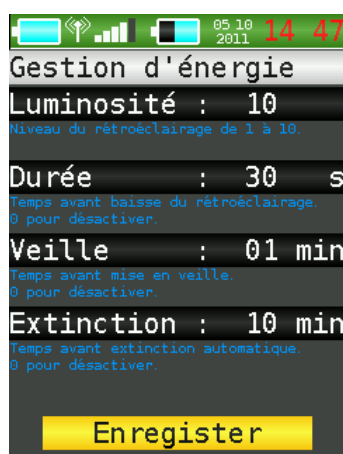 05 10
2011
14 47
Gestion d'énergie
Luminosité : 10
Niveau du rétroéclairage de 1 à 10.
Durée : 30 s
Temps avant baisse du rétroéclairage.
0 pour désactiver.
Veille : 01 min
Temps avant mise en veille.
0 pour désactiver.
Extinction : 10 min
Temps avant extinction automatique.
0 pour désactiver.
Enregister